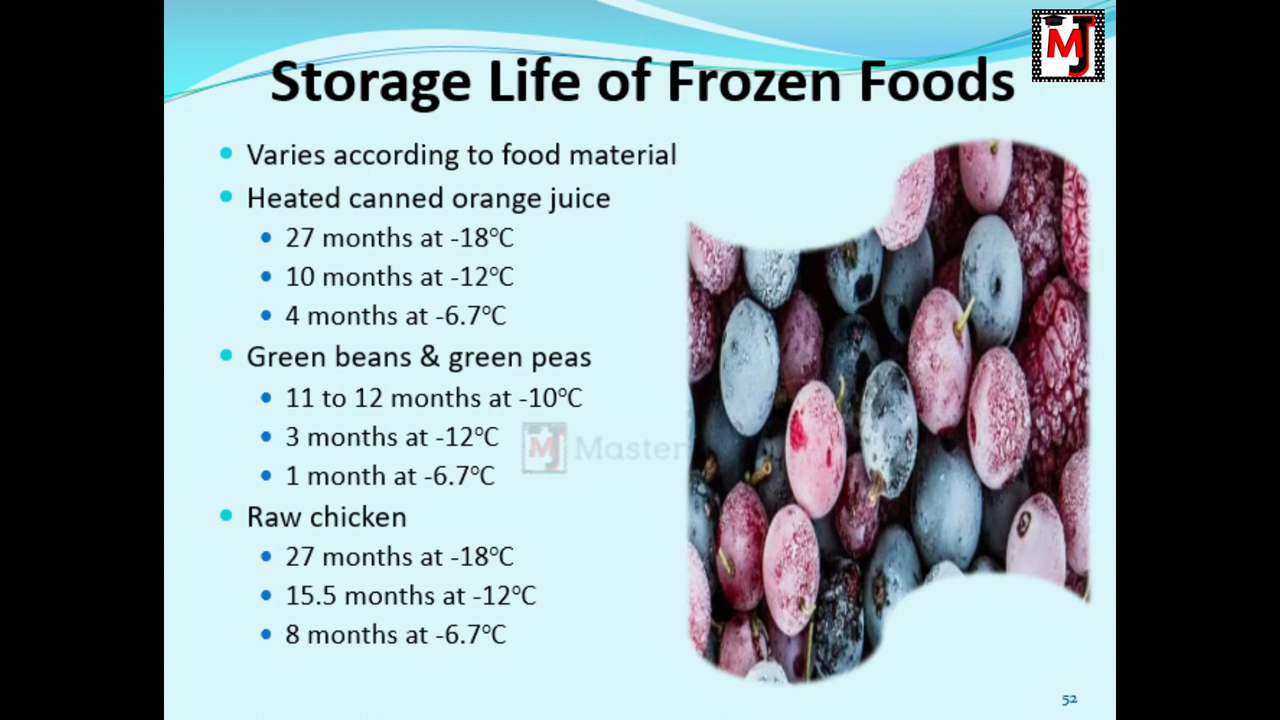 MJ
Storage Life of Frozen Foods
Varies according to food material
Heated canned orange juice
27 months at -18°C
10 months at -12°C
4 months at -6.7°C
Green beans & green peas
11 to 12 months at -10°C
3 months at -12°C
1 month at -6.7°C
MJ Master
Raw chicken
27 months at -18°C
15.5 months at -12°C
8 months at -6.7°C
52